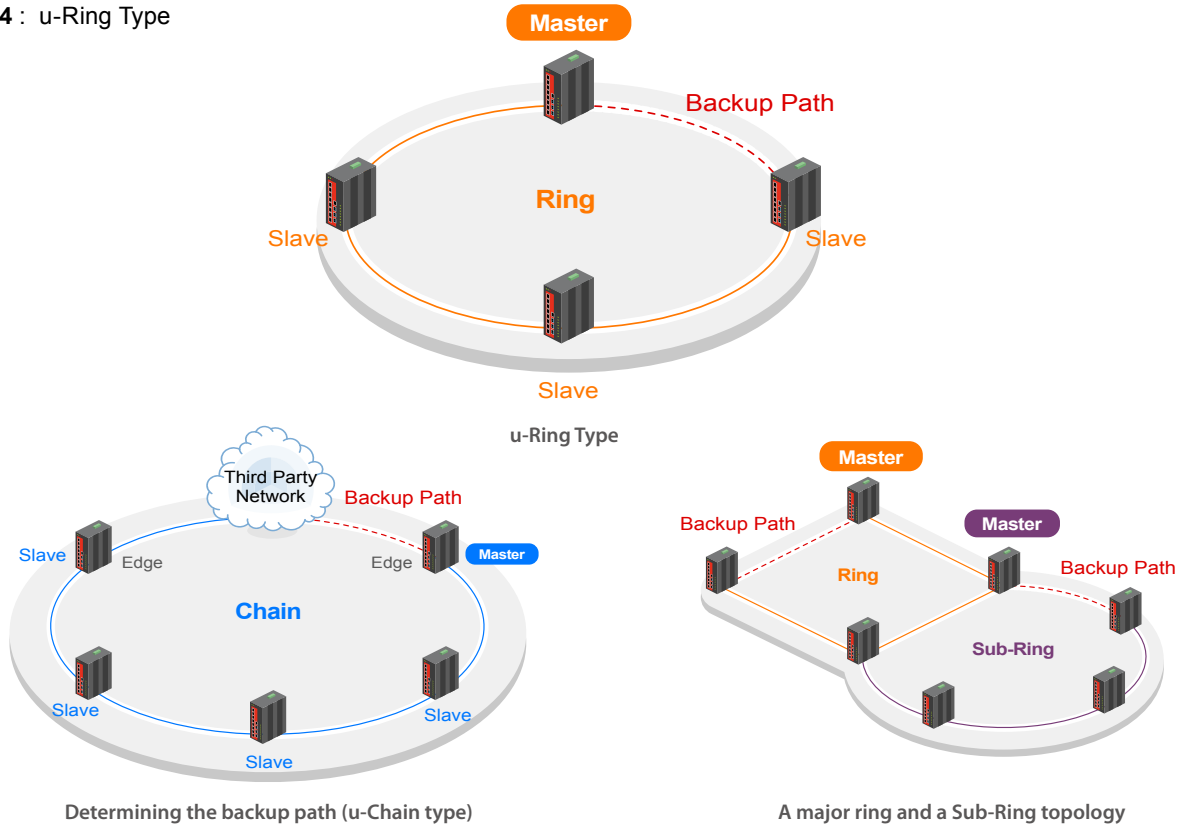 4 : u-Ring Type
Master
Backup Path
Ring
Slave
Slave
Slave
u-Ring Type
Third Party
Network
Backup Path
Slave
Edge
Edge
Master
Chain
Slave
Slave
Slave
Determining the backup path (u-Chain type)
Master
Backup Path
Master
Backup Path
Ring
Sub-Ring
A major ring and a Sub-Ring topology